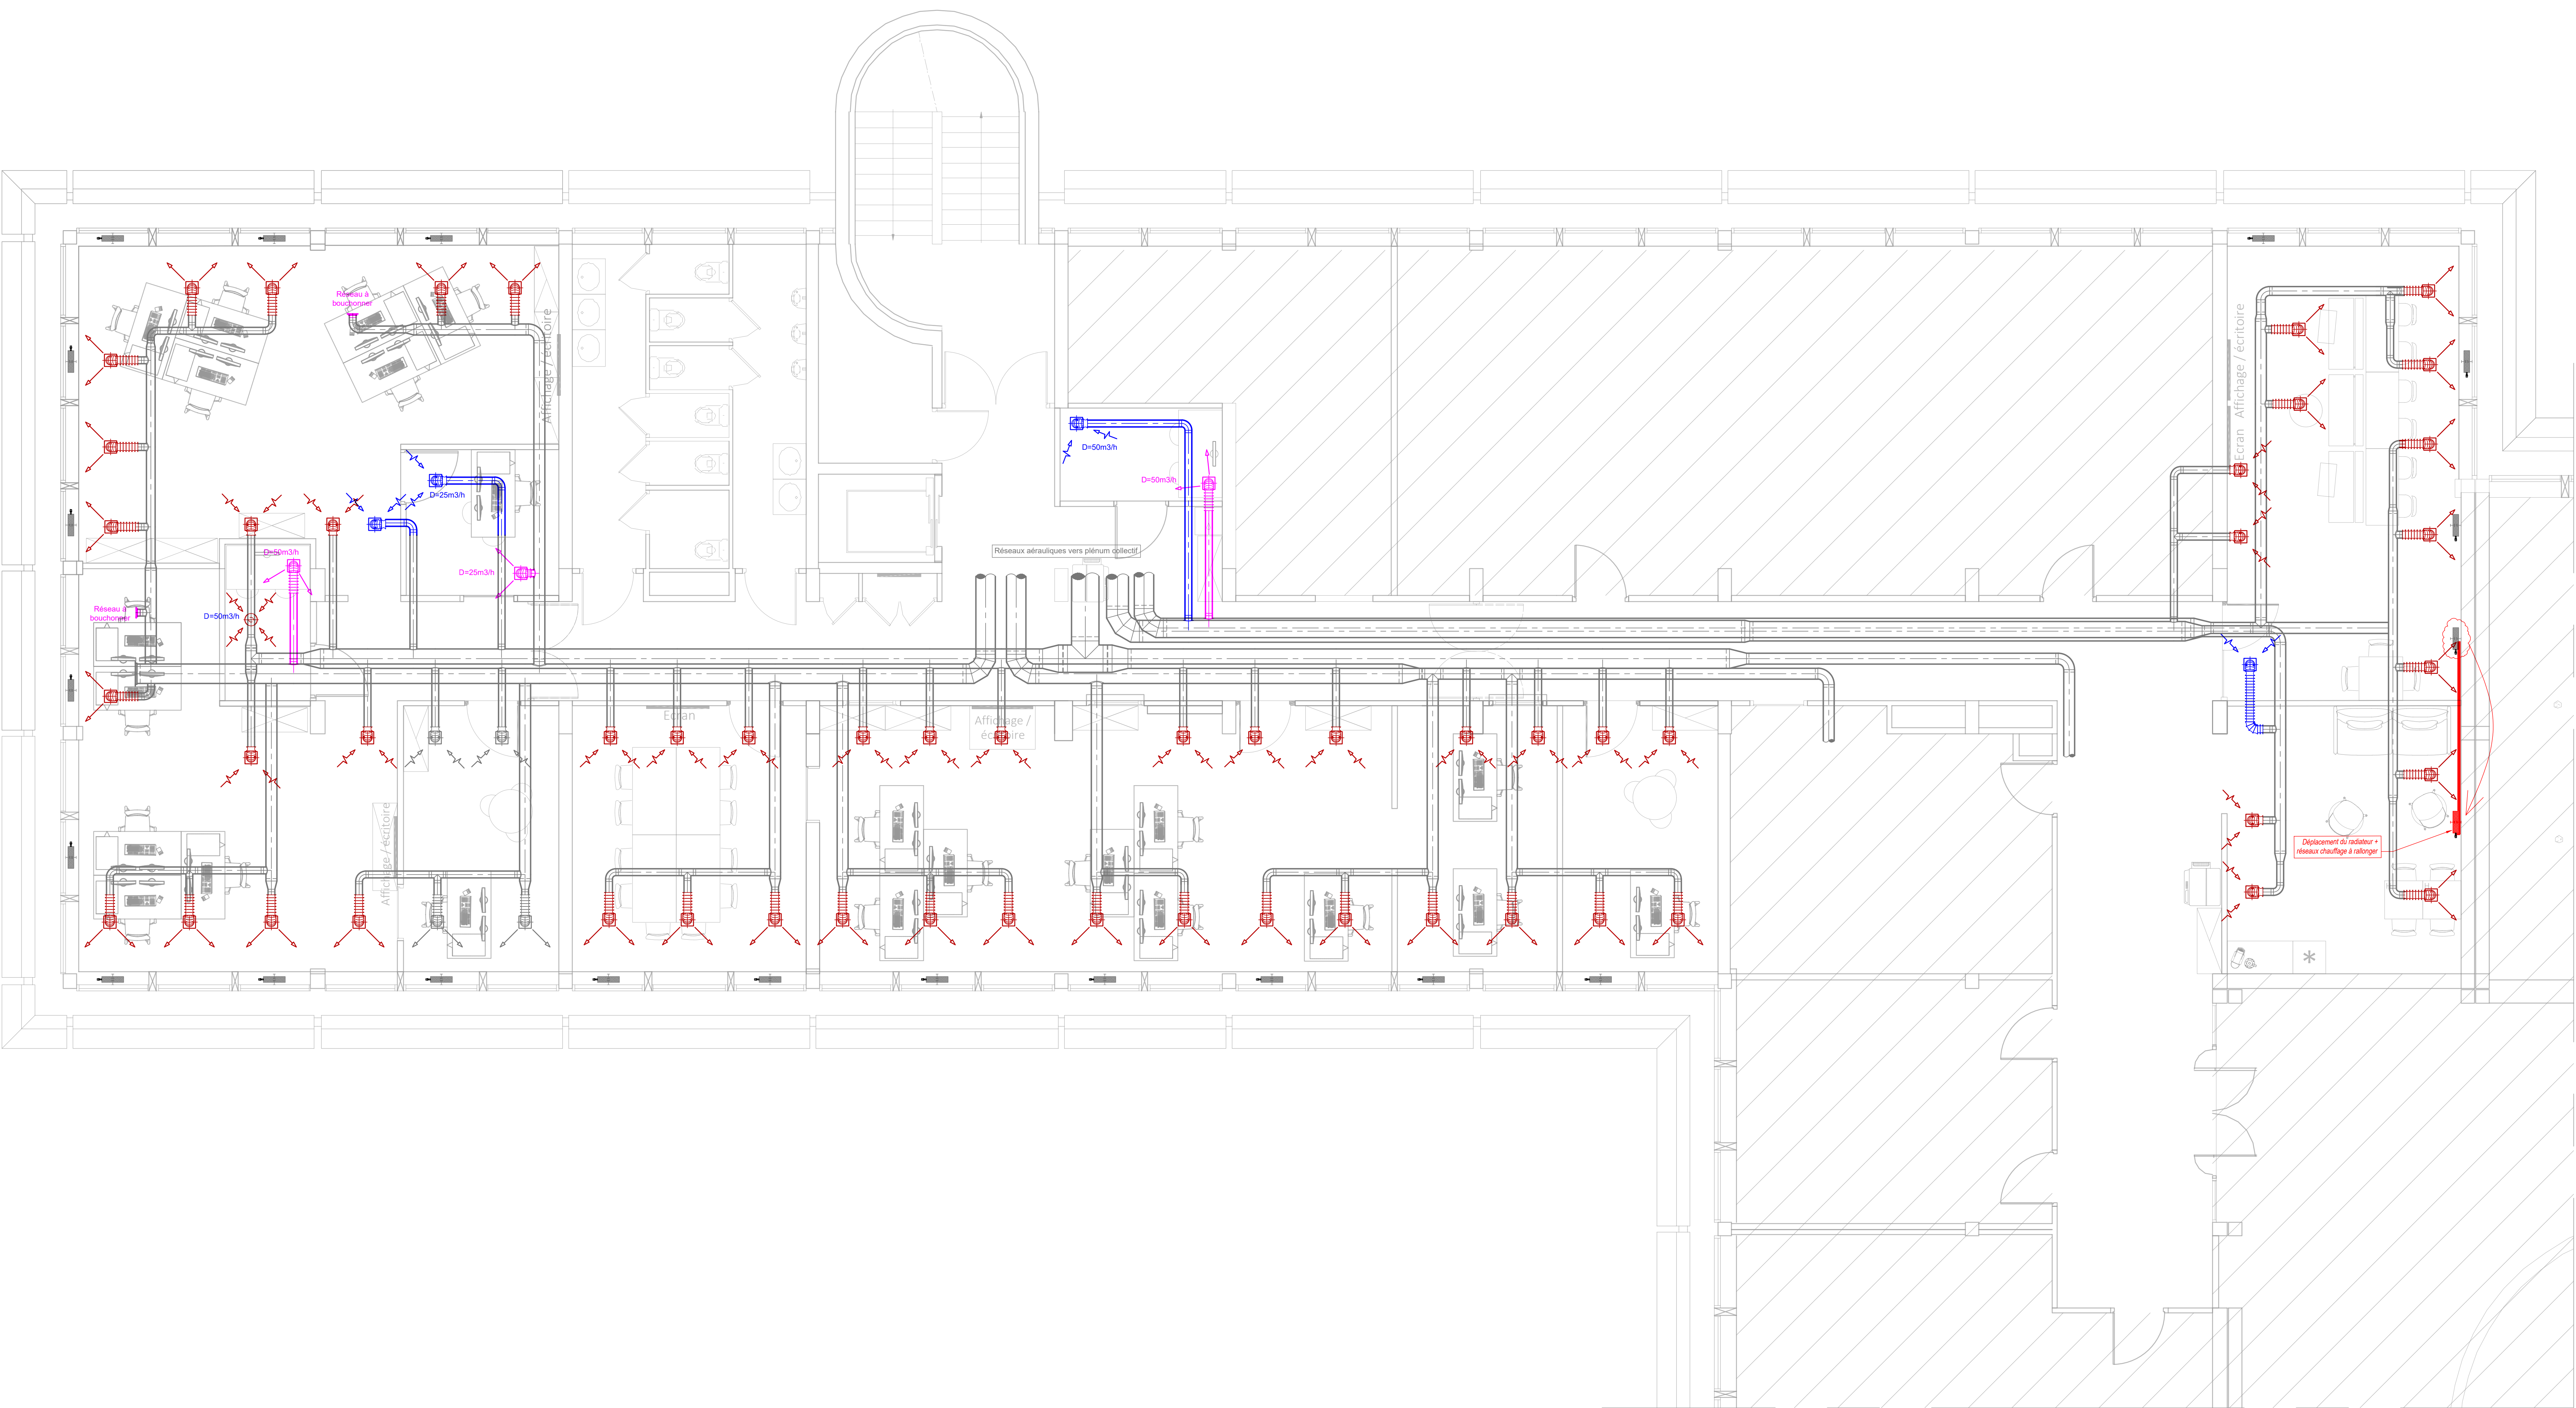 Réseau à
bouchonner
Affichage / écritoire
D=25m3/h
D=50m3/h
D=25m3/h
D=50m3/h
Réseau à
bouchonner
D=50m3/h
D=50m3/h
Réseaux aérauliques vers plénum collectif
Ecran Affichage / écritoire
Ecran
Affichage /
écritoire
Affichage / écritoire
Déplacement du radiateur +
réseaux chauffage à rallonger
*